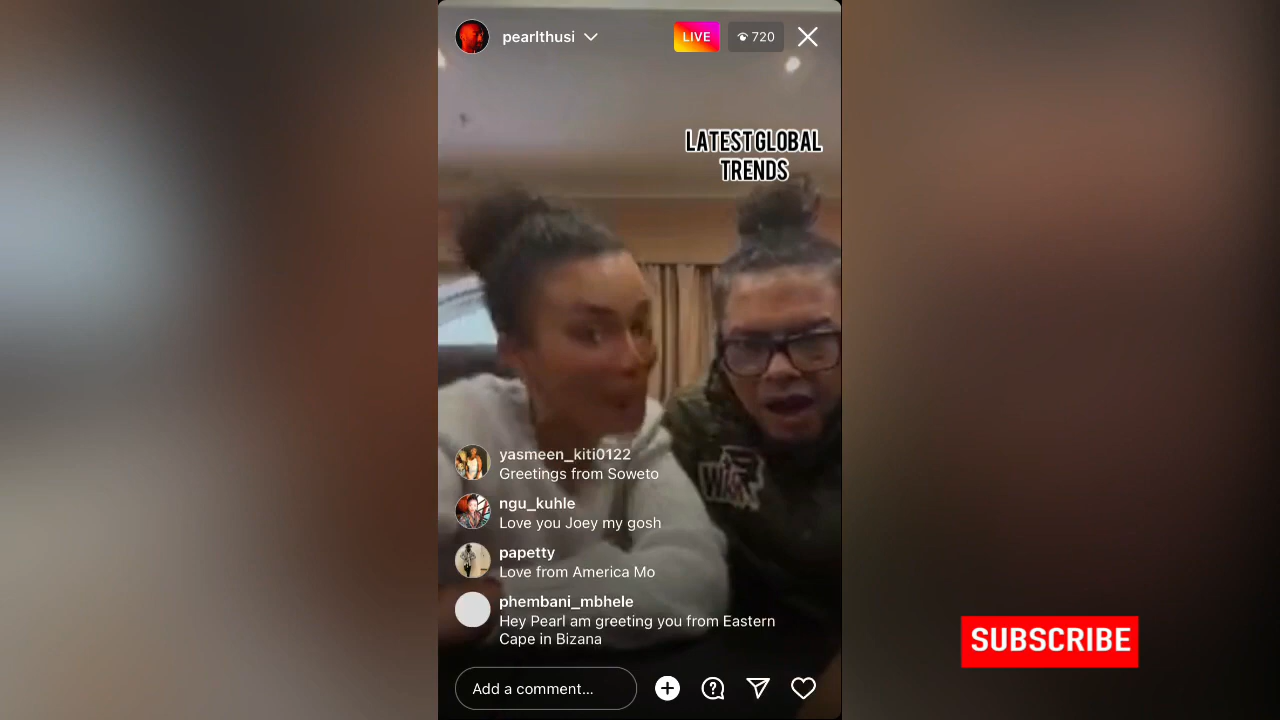 pearlthusi
LIVE
720
LATEST GLOBAL
TRENDS
yasmeen_kiti0122
Greetings from Soweto
ngu_kuhle
Love you Joey my gosh
papetty
Love from America Mo
phembani_mbhele
Hey Pearl am greeting you from Eastern
Cape in Bizana
Add a comment...
SUBSCRIBE